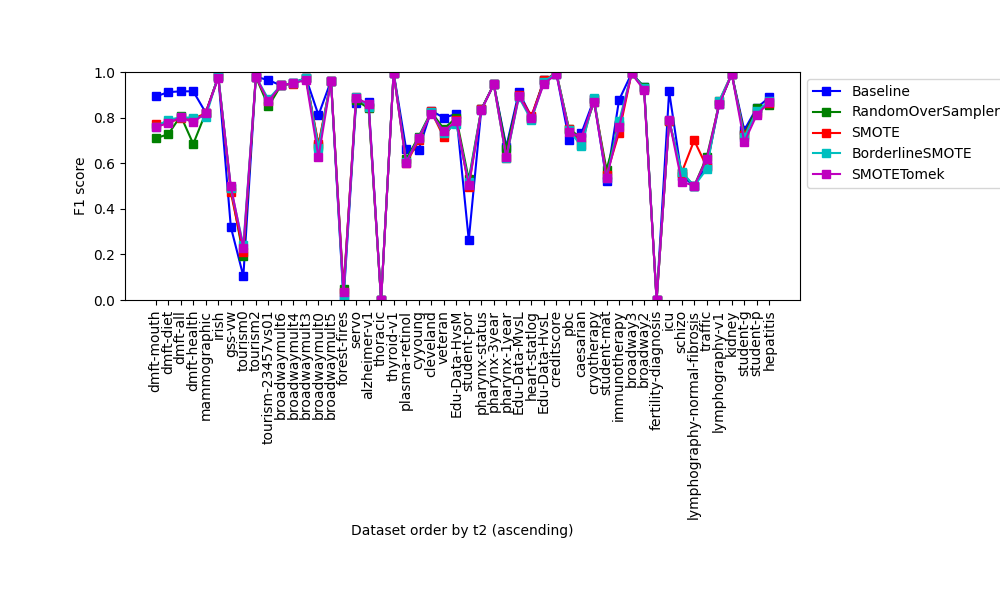 1.0
0.8
0.6
0.4
0.2
0.0
F1 score
Baseline
RandomOverSampler
SMOTE
BorderlineSMOTE
SMOTETomek
dmft-mouth
dmft-diet
dmft-all
dmft-health
mammographic
irish
gss-vw
tourism0
tourism2
tourism-23457vs01
broadwaymult6
broadwaymult4
broadwaymult3
broadwaymult0
broadwaymult5
forest-fires
servo
alzheimer-v1
thoracic
thyroid-v1
plasma-retinol
cyyoung
cleveland
veteran
Edu-Data-HvsM
student-por
pharynx-status
pharynx-3year
pharynx-1year
Edu-Data-MvsL
heart-statlog
Edu-Data-HvsL
creditscore
pbc
caesarian
cryotherapy
student-mat
immunotherapy
broadway3
broadway2
fertility-diagnosis
icu
schizo
lymphography-normal-fibrosis
traffic
lymphography-v1
kidney
student-g
student-p
hepatitis
Dataset order by t2 (ascending)